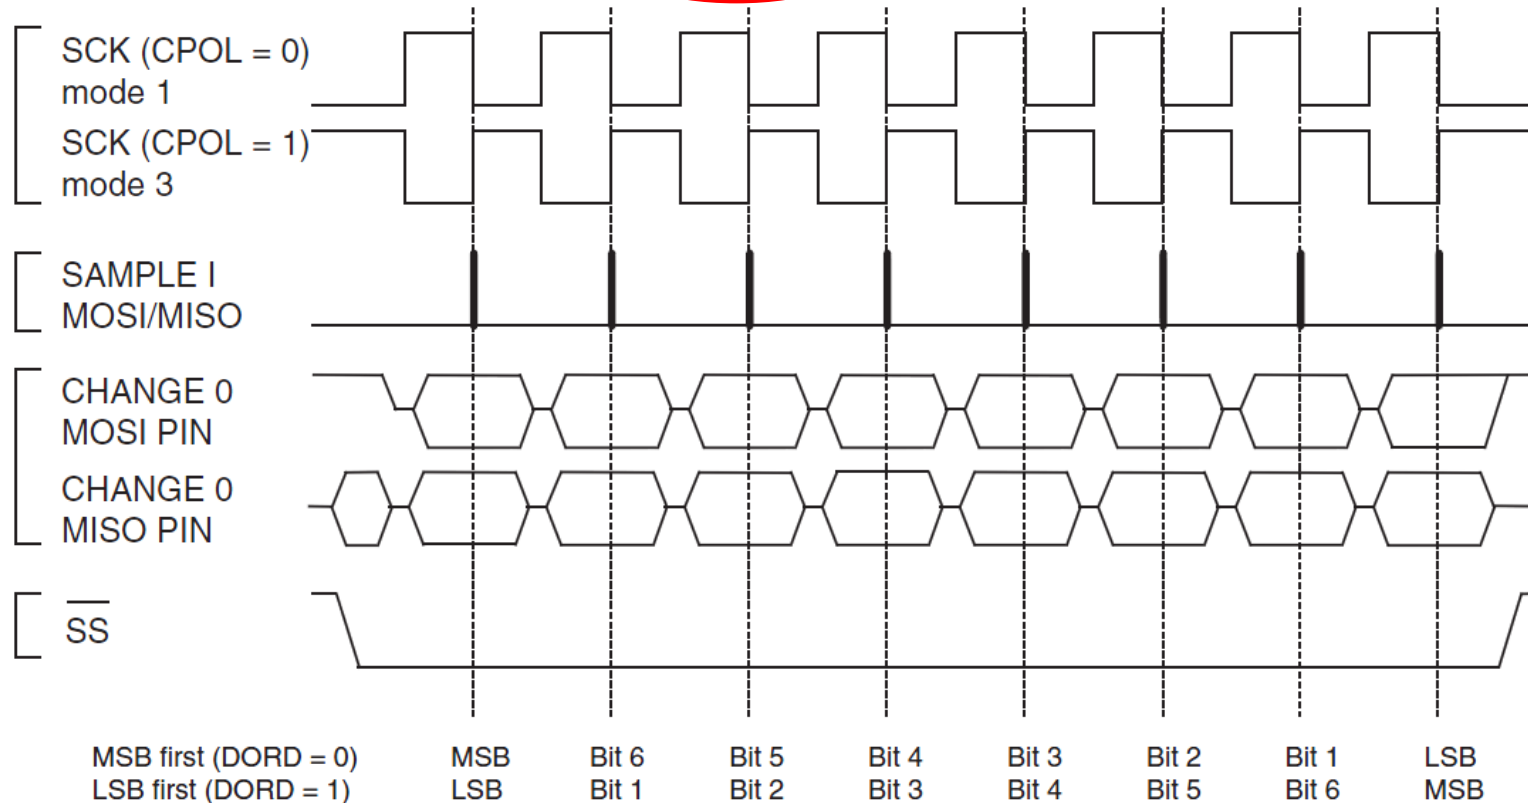 SCK (CPOL = 0)
mode 1
SCK (CPOL = 1)
mode 3
SAMPLE I
MOSI/MISO
CHANGE 0
MOSI PIN
CHANGE 0
MISO PIN
SS
MSB first (DORD = 0) MSB Bit 6 Bit 5 Bit 4 Bit 3 Bit 2 Bit 1 LSB
LSB first (DORD = 1) LSB Bit 1 Bit 2 Bit 3 Bit 4 Bit 5 Bit 6 MSB